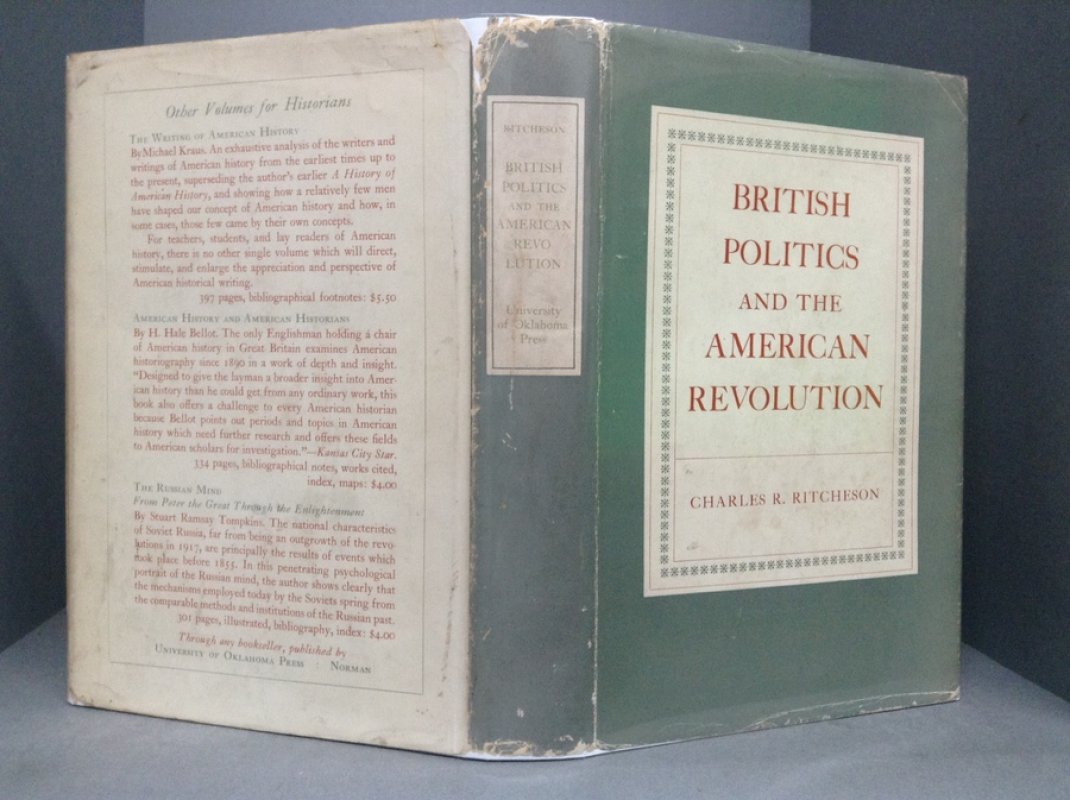 Other Volumes for Historians
The Writing of American History
By Michael Kraus. An exhaustive analysis of the writers and
writings of American history from the earliest times up to
the present, superseding the author's earlier A History of
American History, and showing how a relatively few men
have shaped our concept of American history and how, in
some cases, those few came by their own concepts.
For teachers, students, and lay readers of American
history, there is no other single volume which will direct,
stimulate, and enlarge the appreciation and perspective of
American historical writing.
397 pages, bibliographical footnotes: $5.50
American History and American Historians
By H. Hale Bellot. The only Englishman holding a chair
of American history in Great Britain examines American
historiography since 1890 in a work of depth and insight.
"Designed to give the layman a broader insight into Amer-
ican history than he could get from any ordinary work, this
book also offers a challenge to every American historian
because Bellot points out periods and topics in American
history which need further research and offers these fields
to American scholars for investigation."—Kansas City Star.
334 pages, bibliographical notes, works cited,
index, maps: $4.00
The Russian Mind
From Peter the Great Through the Enlightenment
By Stuart Ramsay Tompkins. The national characteristics
of Soviet Russia, far from being an outgrowth of the revo-
lutions in 1917, are principally the results of events which
took place before 1855. In this penetrating psychological
portrait of the Russian mind, the author shows clearly that
the mechanisms employed today by the Soviets spring from
the comparable methods and institutions of the Russian past.
301 pages, illustrated, bibliography, index: $4.00
Through any bookseller, published by
University of Oklahoma Press : Norman
RITCHESON
BRITISH
POLITICS
AND THE
AMERICAN
REVO
LUTION
University
of Oklahoma
Press
BRITISH
POLITICS
AND THE
AMERICAN
REVOLUTION
CHARLES R. RITCHESON